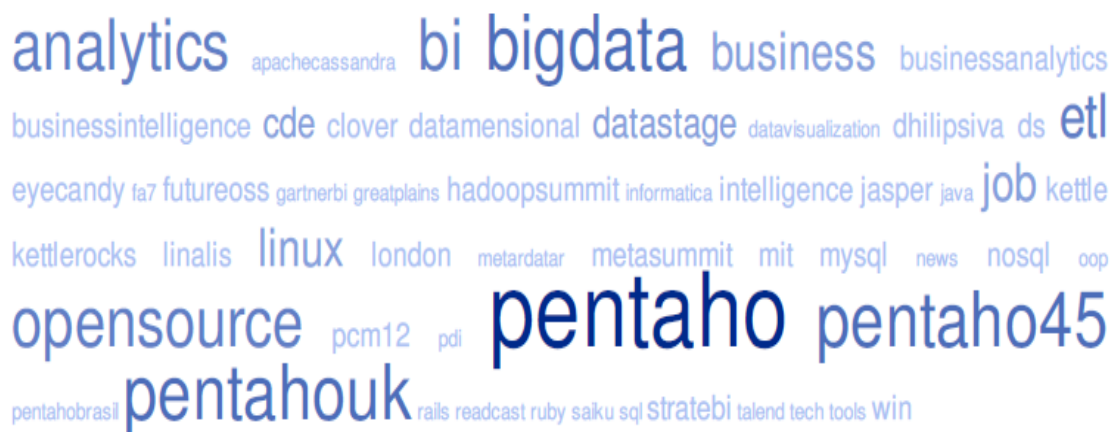 analytics apachecassandra bi bigdata business businessanalytics
businessintelligence cde clover datamensional datastage datavisualization dhilipsiva ds etl
eyecandy fa7 futureoss gartnerbi greatplains hadoopsummit informatica intelligence jasper java job kettle
kettlerocks linalis linux london metardatar metasummit mit mysql news nosql oop
opensource pcm12 pdi pentaho pentaho45
pentahobrasil pentahouk rails readcast ruby saiku sql stratebi talend tech tools win